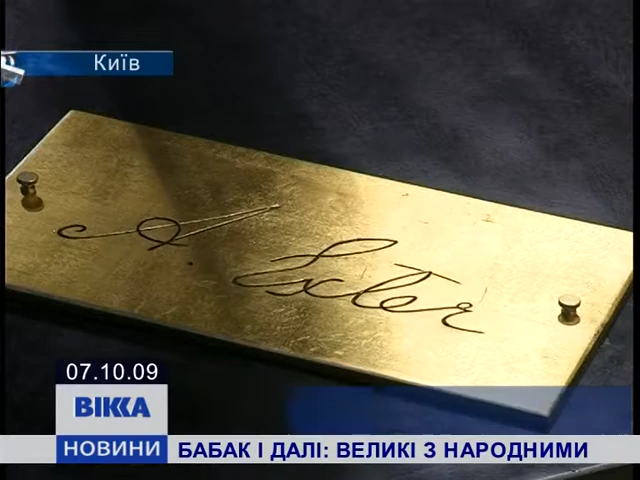 Київ
A. Exter
07.10.09
ВІККА
НОВИНИ
БАБАК І ДАЛІ: ВЕЛИКІ З НАРОДНИМИ